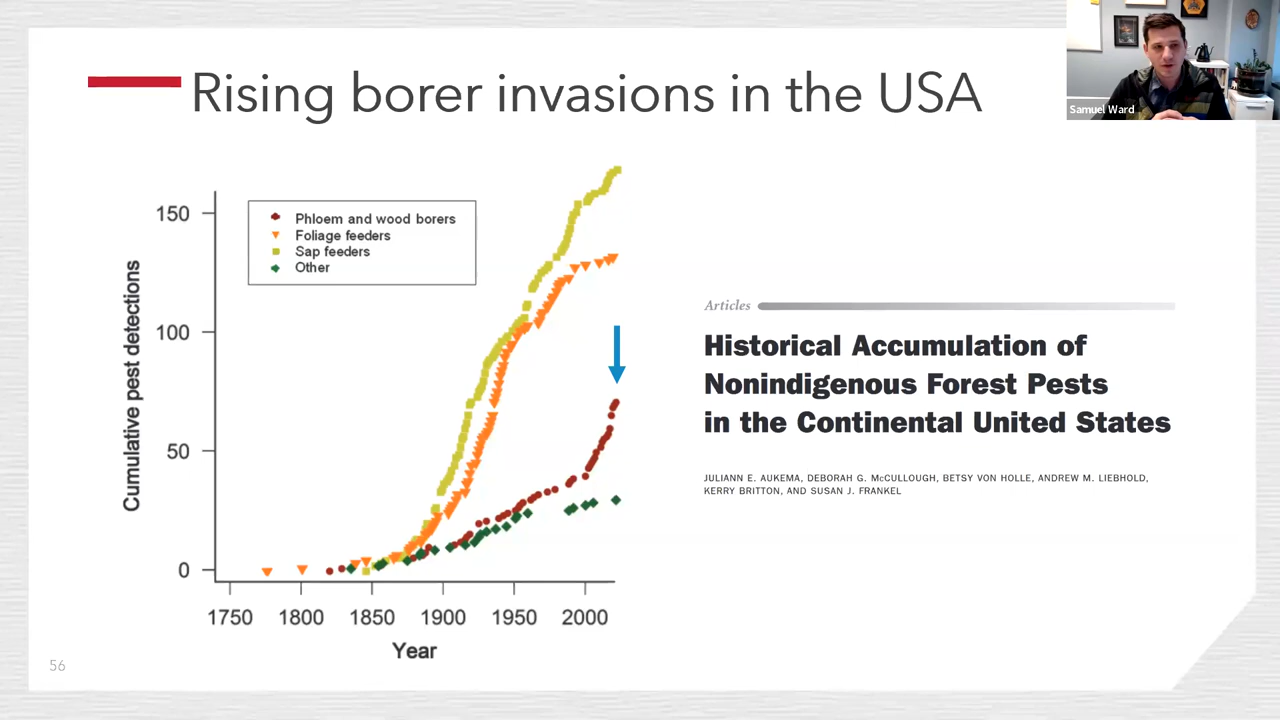 Rising borer invasions in the USA
Samuel Ward
150
100
50
0
Cumulative pest detections
Phloem and wood borers
Foliage feeders
Sap feeders
Other
1750 1800 1850 1900 1950 2000
Year
Articles
Historical Accumulation of
Nonindigenous Forest Pests
in the Continental United States
JULIANN E. AUKEMA, DEBORAH G. McCULLOUGH, BETSY VON HOLLE, ANDREW M. LIEBHOLD,
KERRY BRITTON, AND SUSAN J. FRANKEL
56